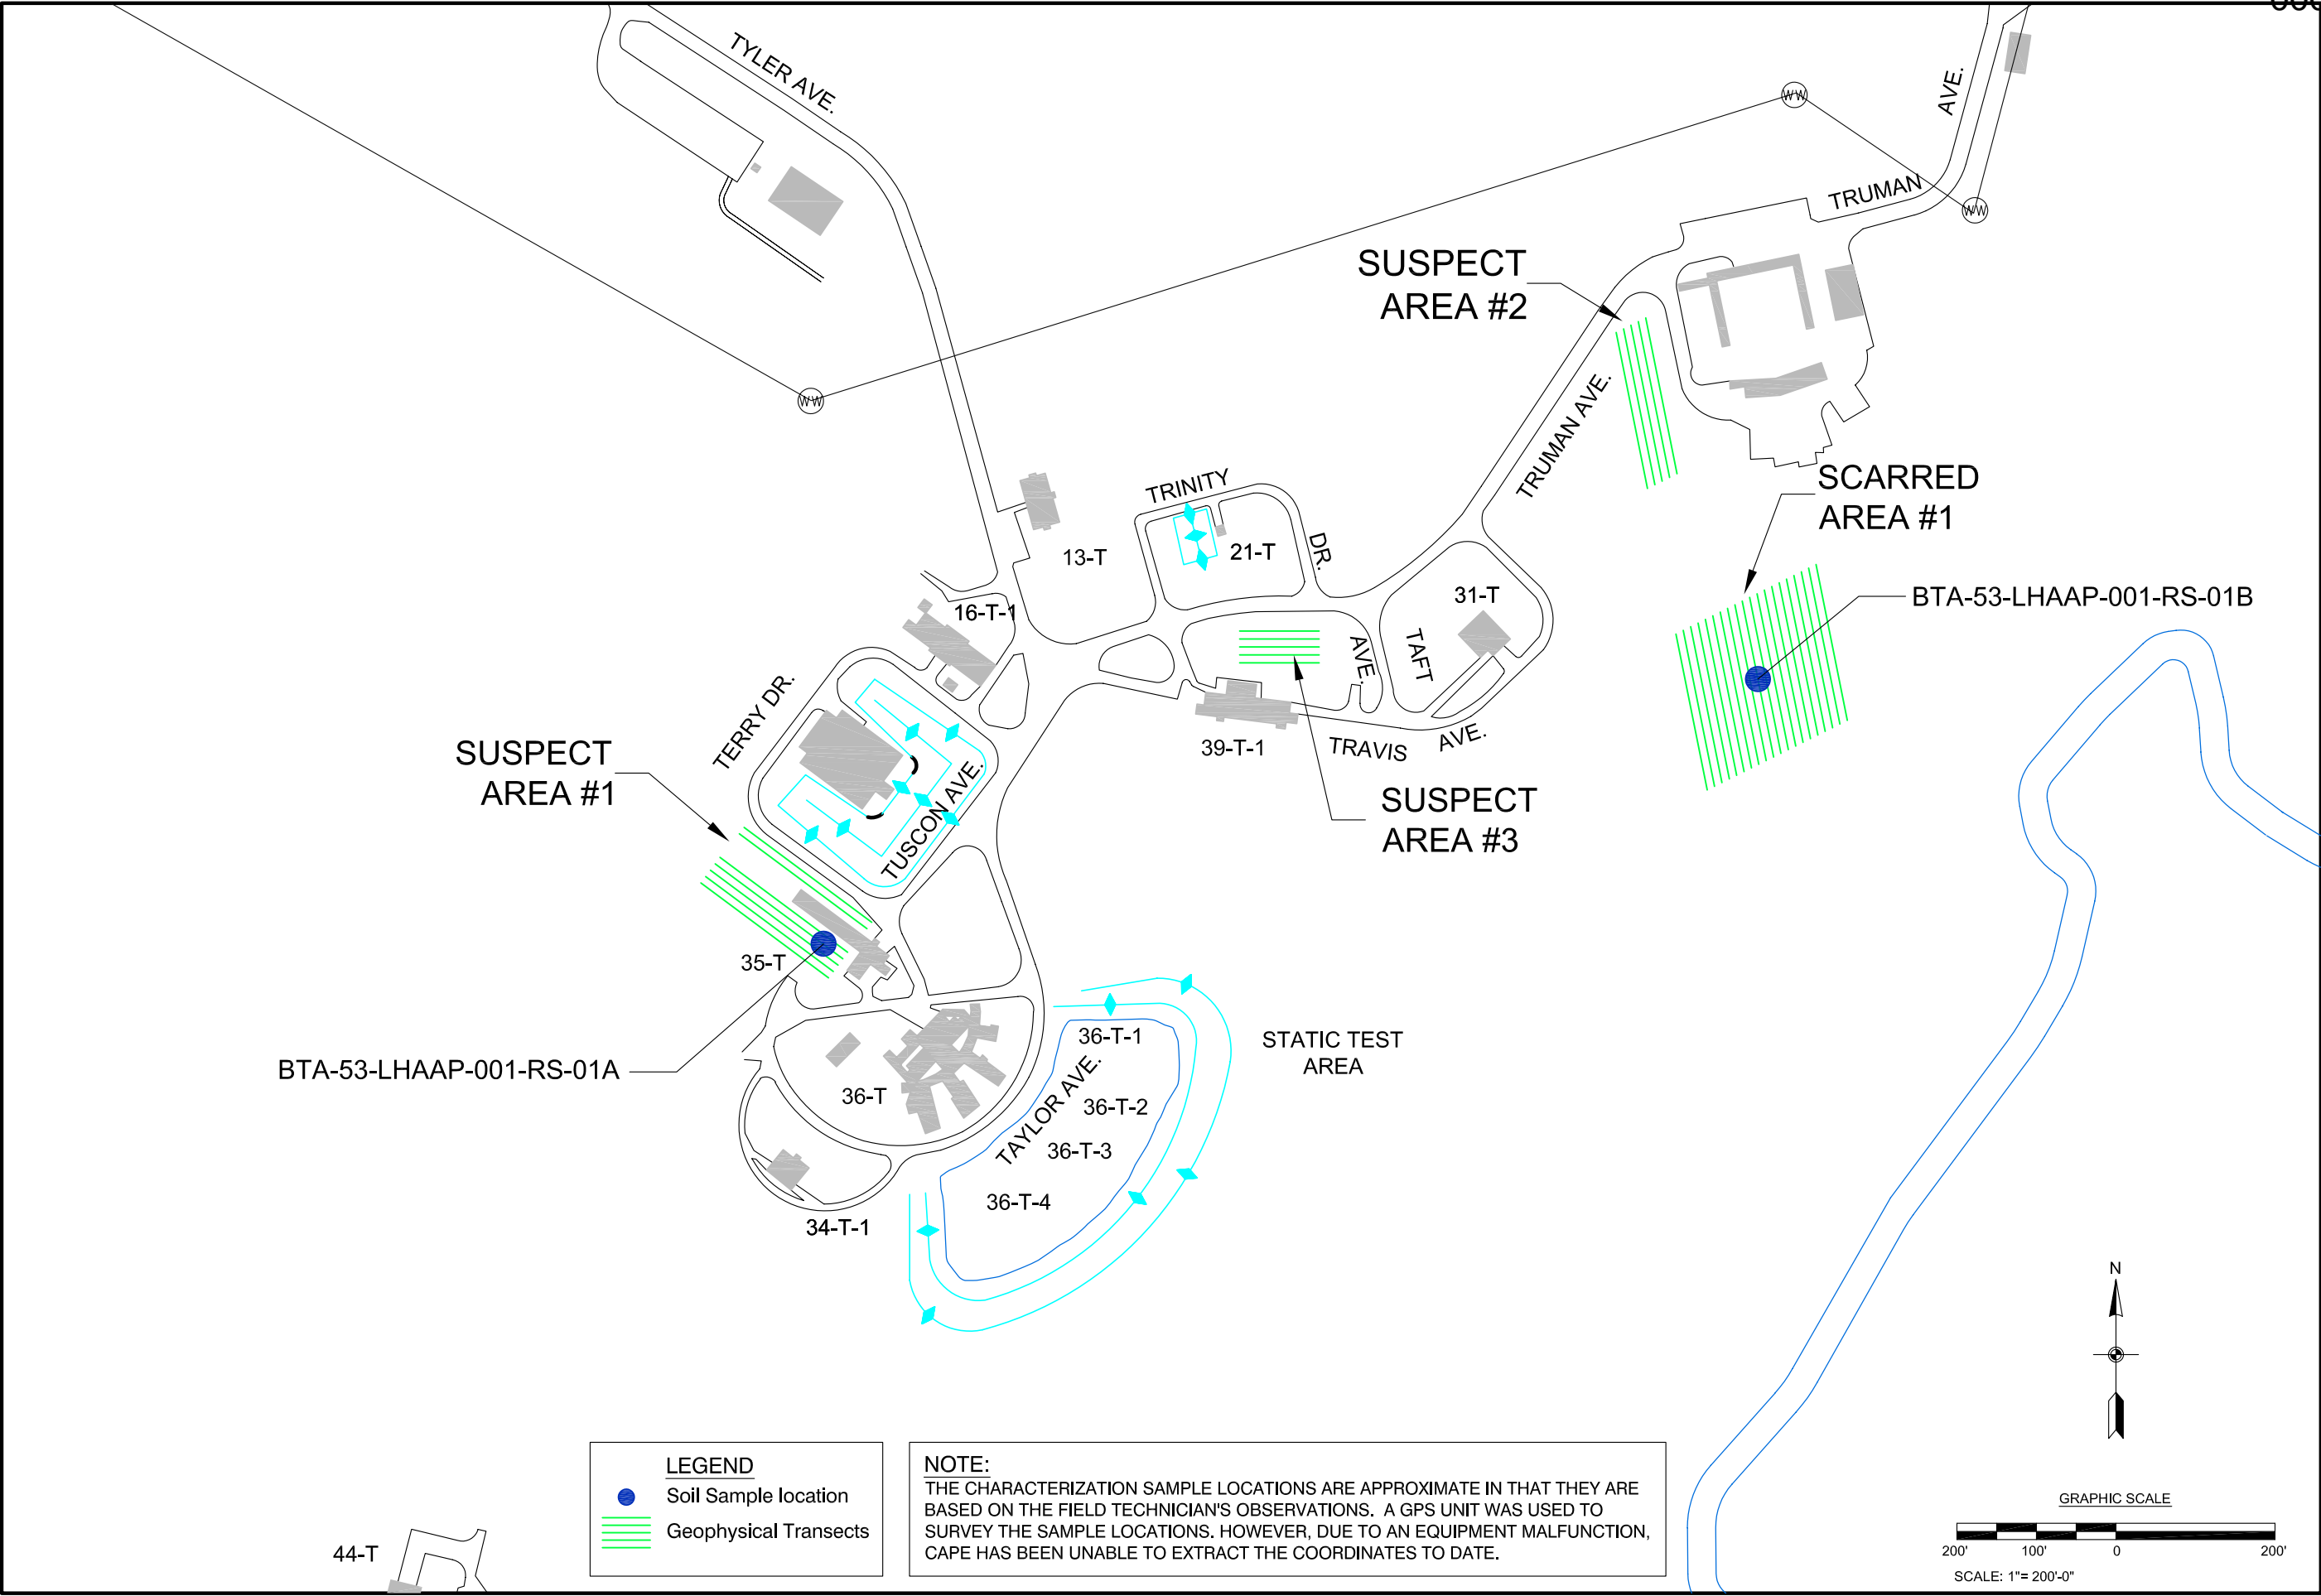 TYLER AVE.
AVE.
WW
TRUMAN
WW
SUSPECT
AREA #2
WW
TRUMAN AVE.
TRINITY
DR.
SCARRED
AREA #1
13-T
21-T
31-T
16-T-1
BTA-53-LHAAP-001-RS-01B
TAFT
AVE.
TERRY DR.
39-T-1
TRAVIS
AVE.
SUSPECT
AREA #1
TUSCON AVE.
SUSPECT
AREA #3
35-T
36-T-1
STATIC TEST
AREA
BTA-53-LHAAP-001-RS-01A
36-T
TAYLOR AVE.
36-T-2
36-T-3
36-T-4
34-T-1
N
LEGEND
Soil Sample location
Geophysical Transects
NOTE:
THE CHARACTERIZATION SAMPLE LOCATIONS ARE APPROXIMATE IN THAT THEY ARE
BASED ON THE FIELD TECHNICIAN'S OBSERVATIONS. A GPS UNIT WAS USED TO
SURVEY THE SAMPLE LOCATIONS. HOWEVER, DUE TO AN EQUIPMENT MALFUNCTION,
CAPE HAS BEEN UNABLE TO EXTRACT THE COORDINATES TO DATE.
44-T
GRAPHIC SCALE
200' 100' 0 200'
SCALE: 1"= 200'-0"